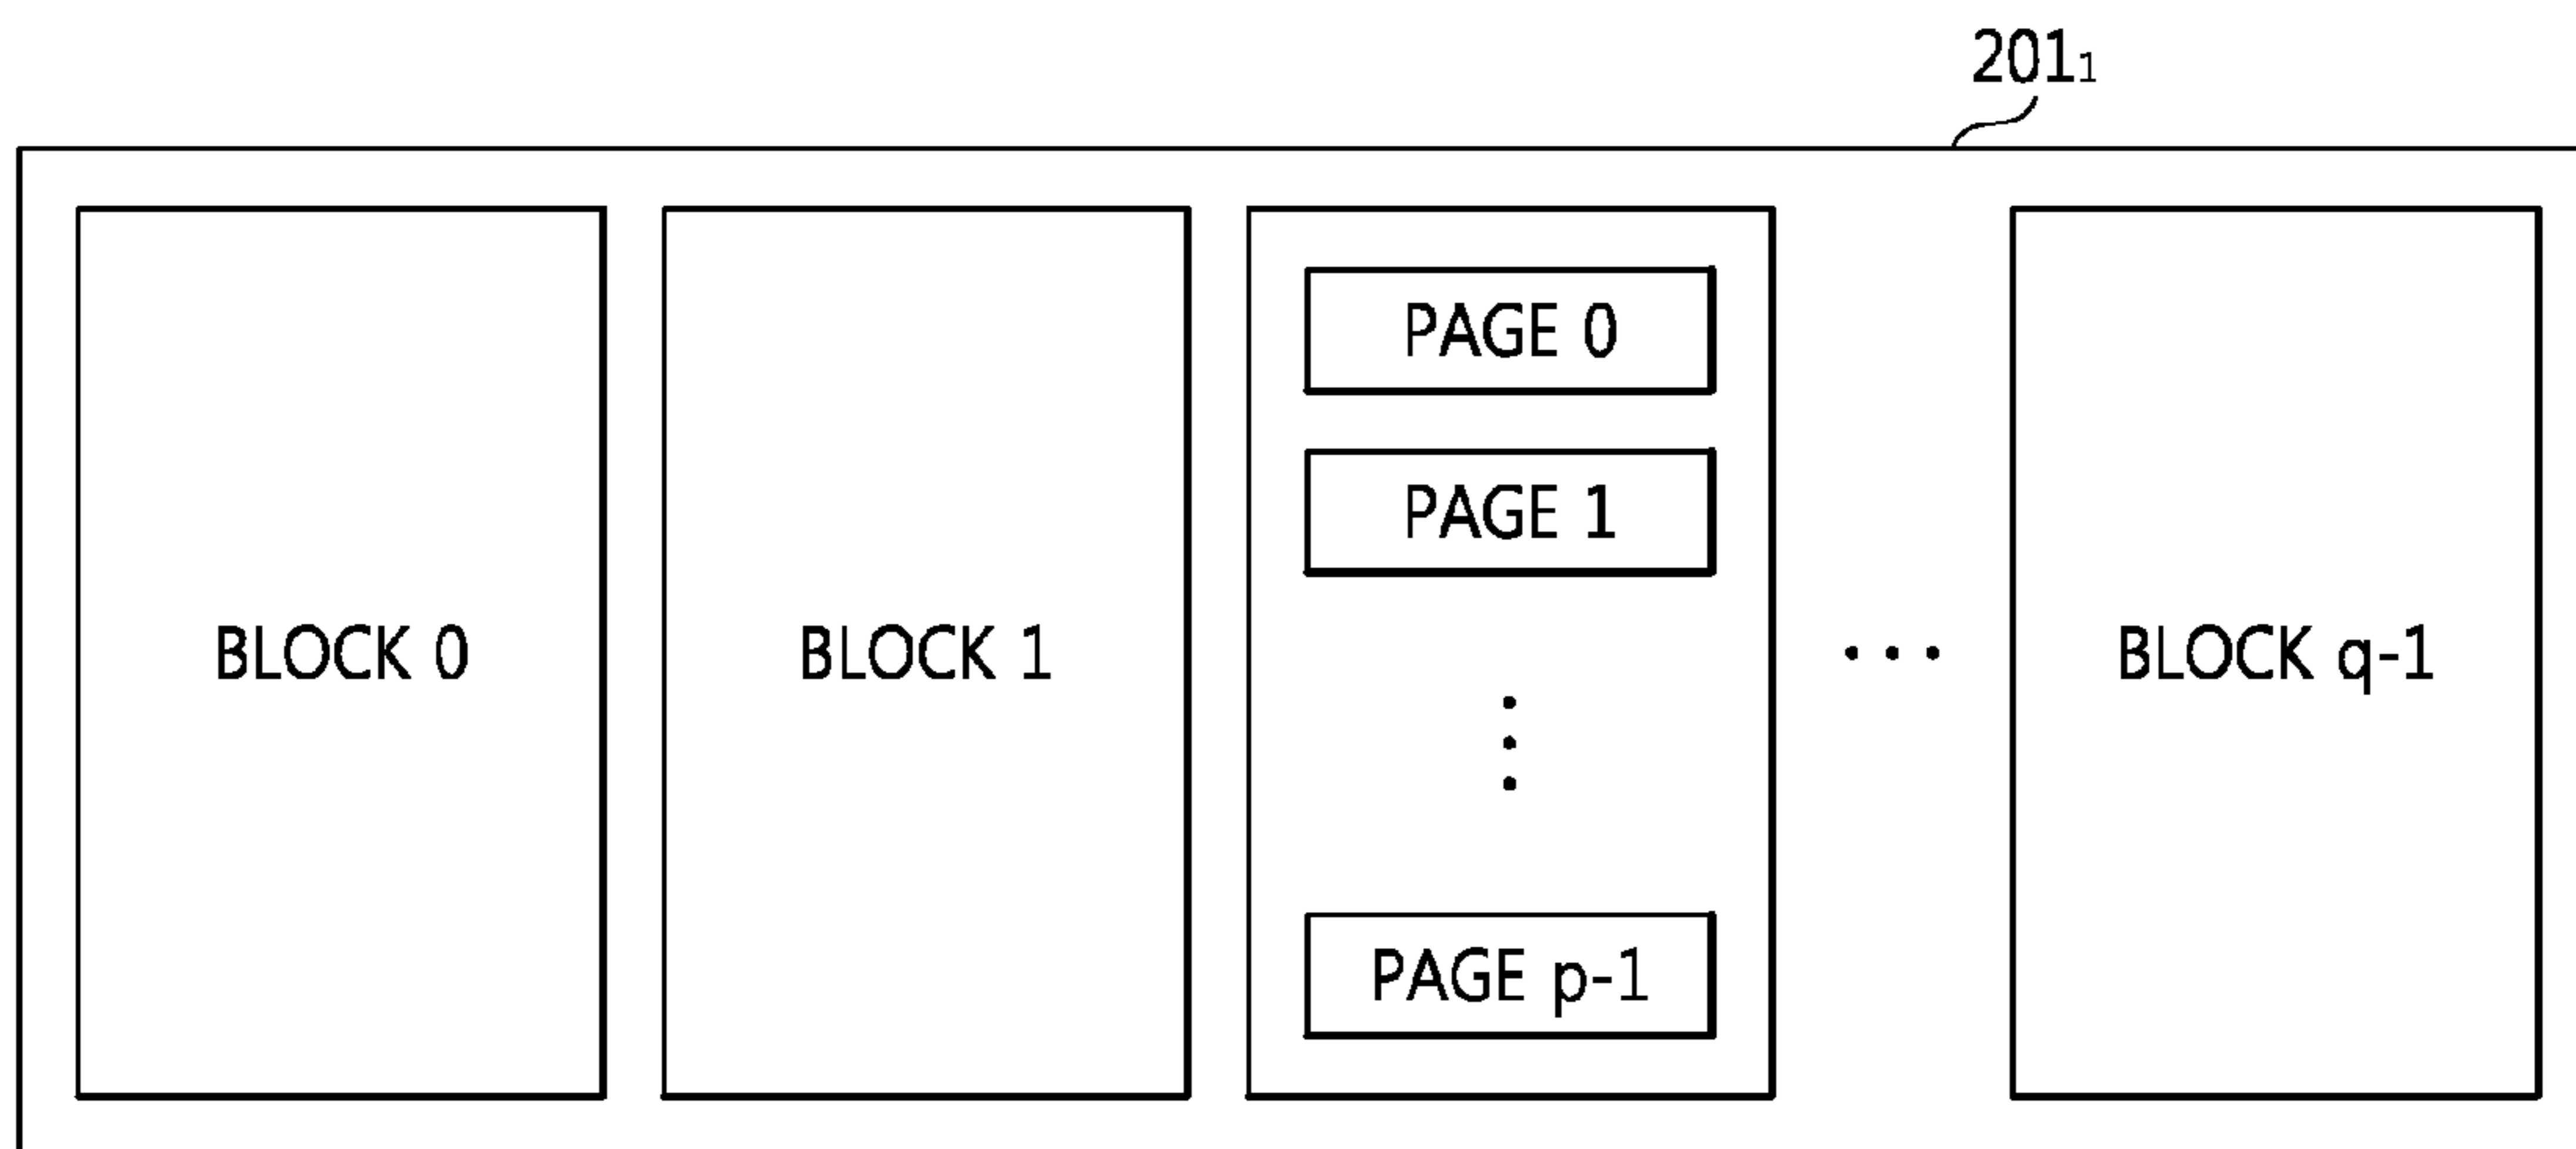 201₁
PAGE 0
PAGE 1
BLOCK 0
BLOCK 1
...
BLOCK q-1
PAGE p-1